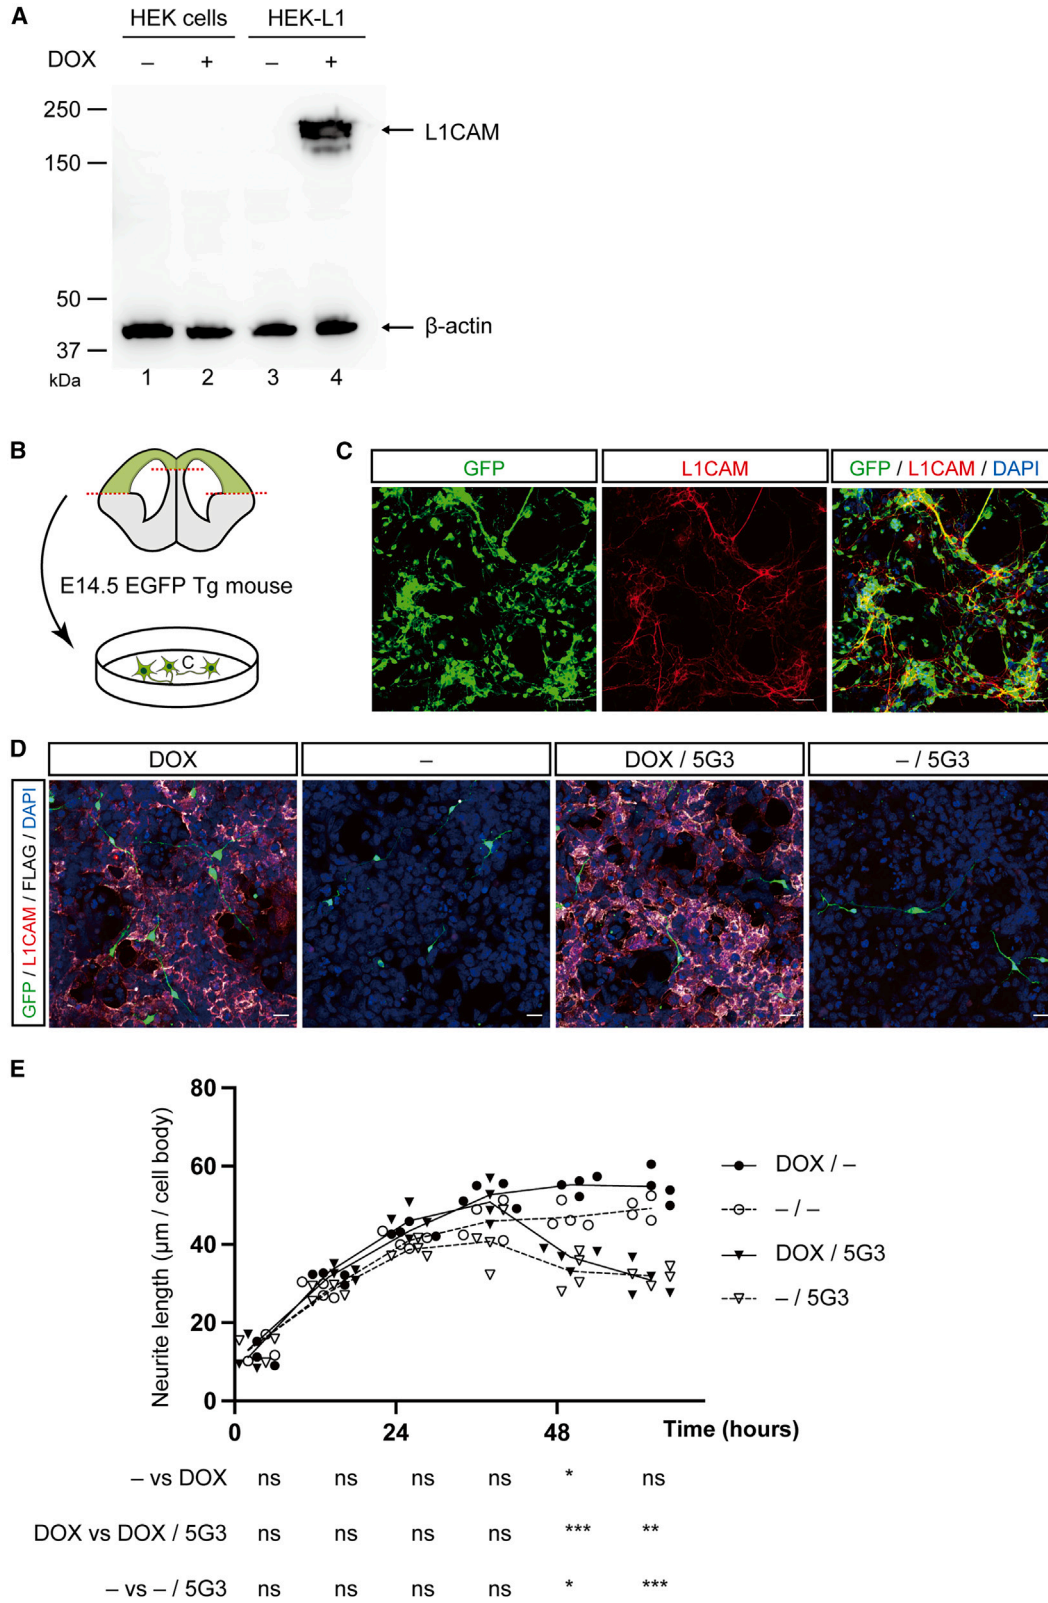 A
HEK cells HEK-L1
DOX – + – +
250
150
50
37
kDa
L1CAM
β-actin
1 2 3 4
B
E14.5 EGFP Tg mouse
C
C
GFP L1CAM GFP / L1CAM / DAPI
D
DOX – DOX / 5G3 – / 5G3
GFP / L1CAM / FLAG / DAPI
E
Neurite length (μm / cell body)
80
60
40
20
0
0 24 48 Time (hours)
DOX / –
– / –
DOX / 5G3
– / 5G3
– vs DOX ns ns ns ns * ns
DOX vs DOX / 5G3 ns ns ns ns *** **
– vs – / 5G3 ns ns ns ns * ***